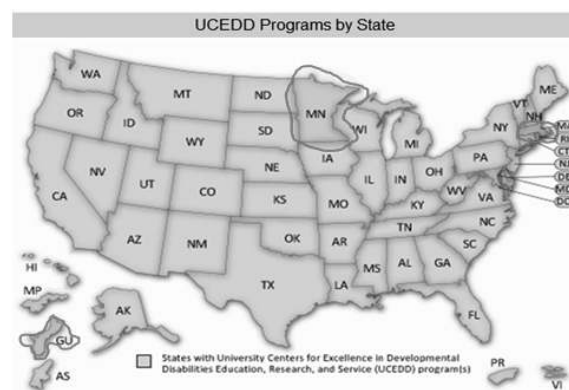 UCEDD Programs by State
WA
MT
ND
MN
ME
VT
NH
OR
ID
SD
WI
MI
NY
RI
CT
WY
IA
PA
NJ
NE
NV
UT
CO
IL
IN
OH
DE
WV
VA
DC
CA
KS
MO
KY
NC
TN
AZ
NM
OK
AR
SC
MS
AL
GA
HI
TX
LA
MP
AK
FL
GU
AS
States with University Centers for Excellence in Developmental
Disabilities Education, Research, and Service (UCEDD) program(s)
PR
VI